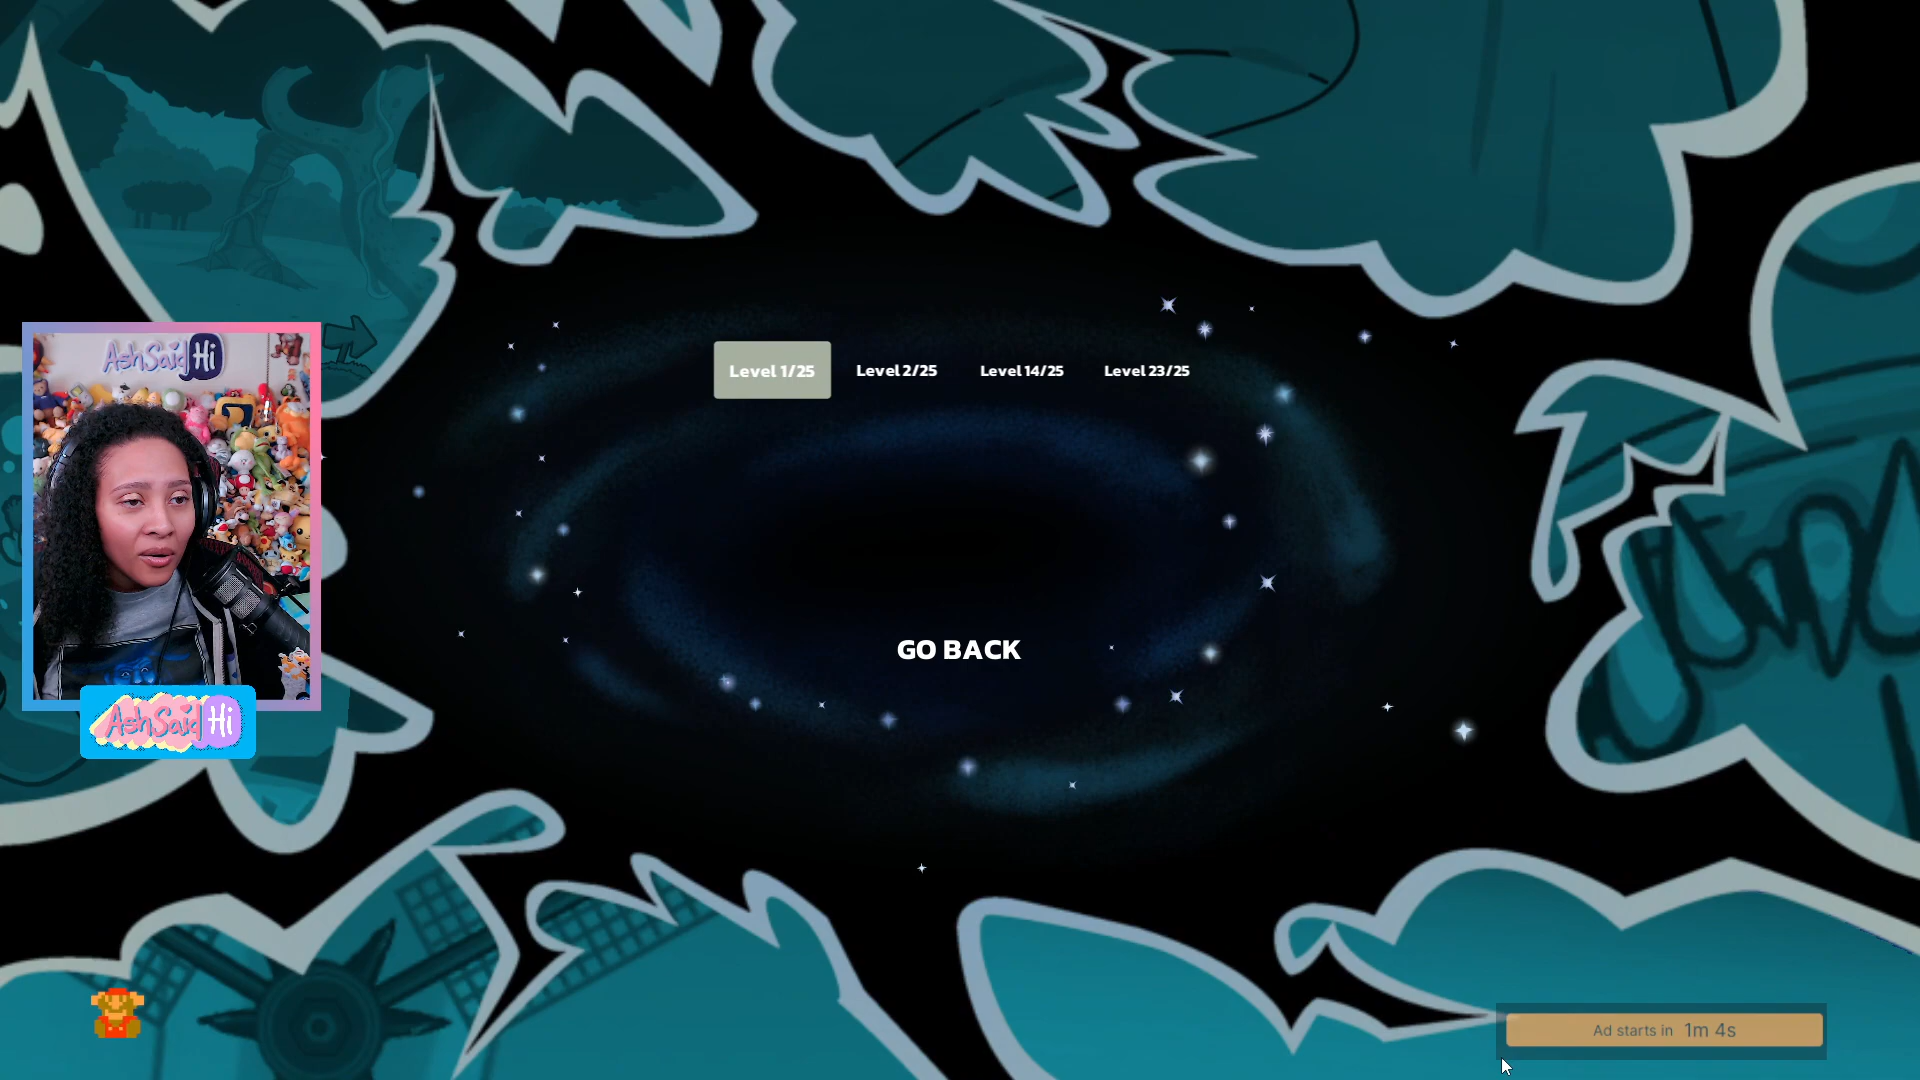 AshSaidHi
Level 1/25 Level 2/25 Level 14/25 Level 23/25
GO BACK
AshSaidHi
Ad starts in 1m 4s